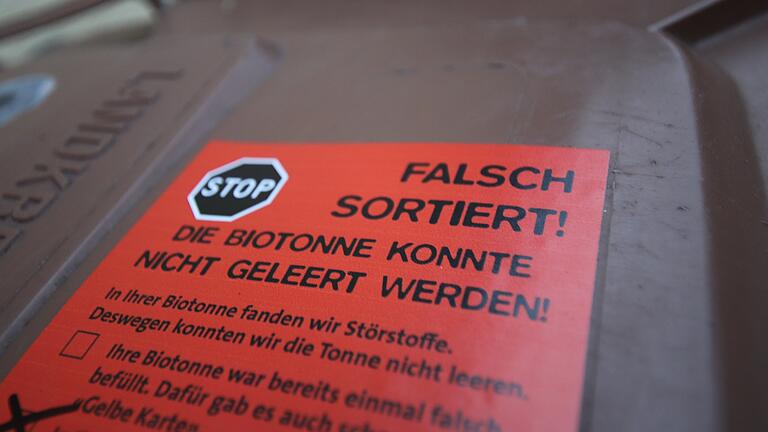 LANDKRE
STOP
FALSCH
SORTIERT!
DIE BIOTONNE KONNTE
NICHT GELEERT WERDEN!
In Ihrer Biotonne fanden wir Störstoffe.
Deswegen konnten wir die Tonne nicht leeren.
Ihre Biotonne war bereits einmal falsch
befüllt. Dafür gab es auch
"Gelbe Karte"